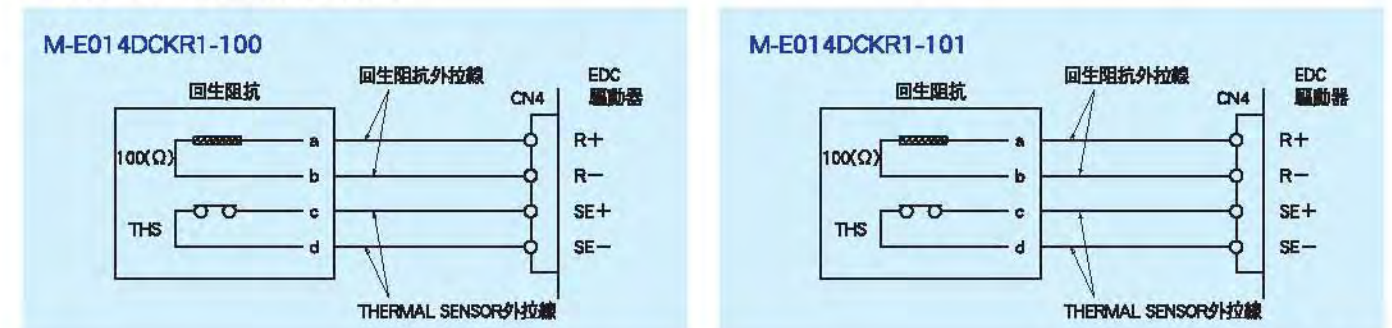 M-E014DCKR1-100
回生阻抗
回生阻抗外拉線
CN4
EDC
驅動器
100(Ω)
a
R+
b
R−
THS
c
SE+
d
SE−
THERMAL SENSOR外拉線
M-E014DCKR1-101
回生阻抗
回生阻抗外拉線
CN4
EDC
驅動器
100(Ω)
a
R+
b
R−
THS
c
SE+
d
SE−
THERMAL SENSOR外拉線